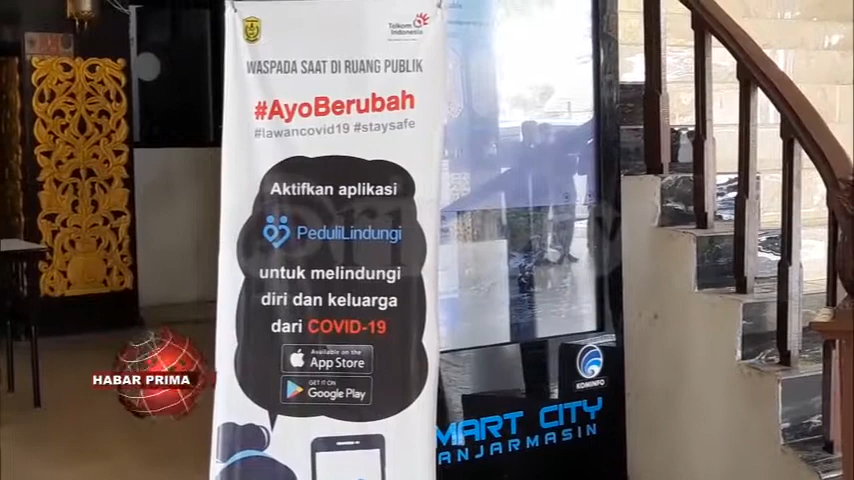 Telkom
Indonesia
WASPADA SAAT DI RUANG PUBLIK
#AyoBerubah
#lawancovid19 #staysafe
Aktifkan aplikasi
PeduliLindungi
untuk melindungi
diri dan keluarga
dari COVID-19
Available on the
App Store
GET IT ON
Google Play
HABAR PRIMA
KOMINFO
MART CITY
ANJARMASIN